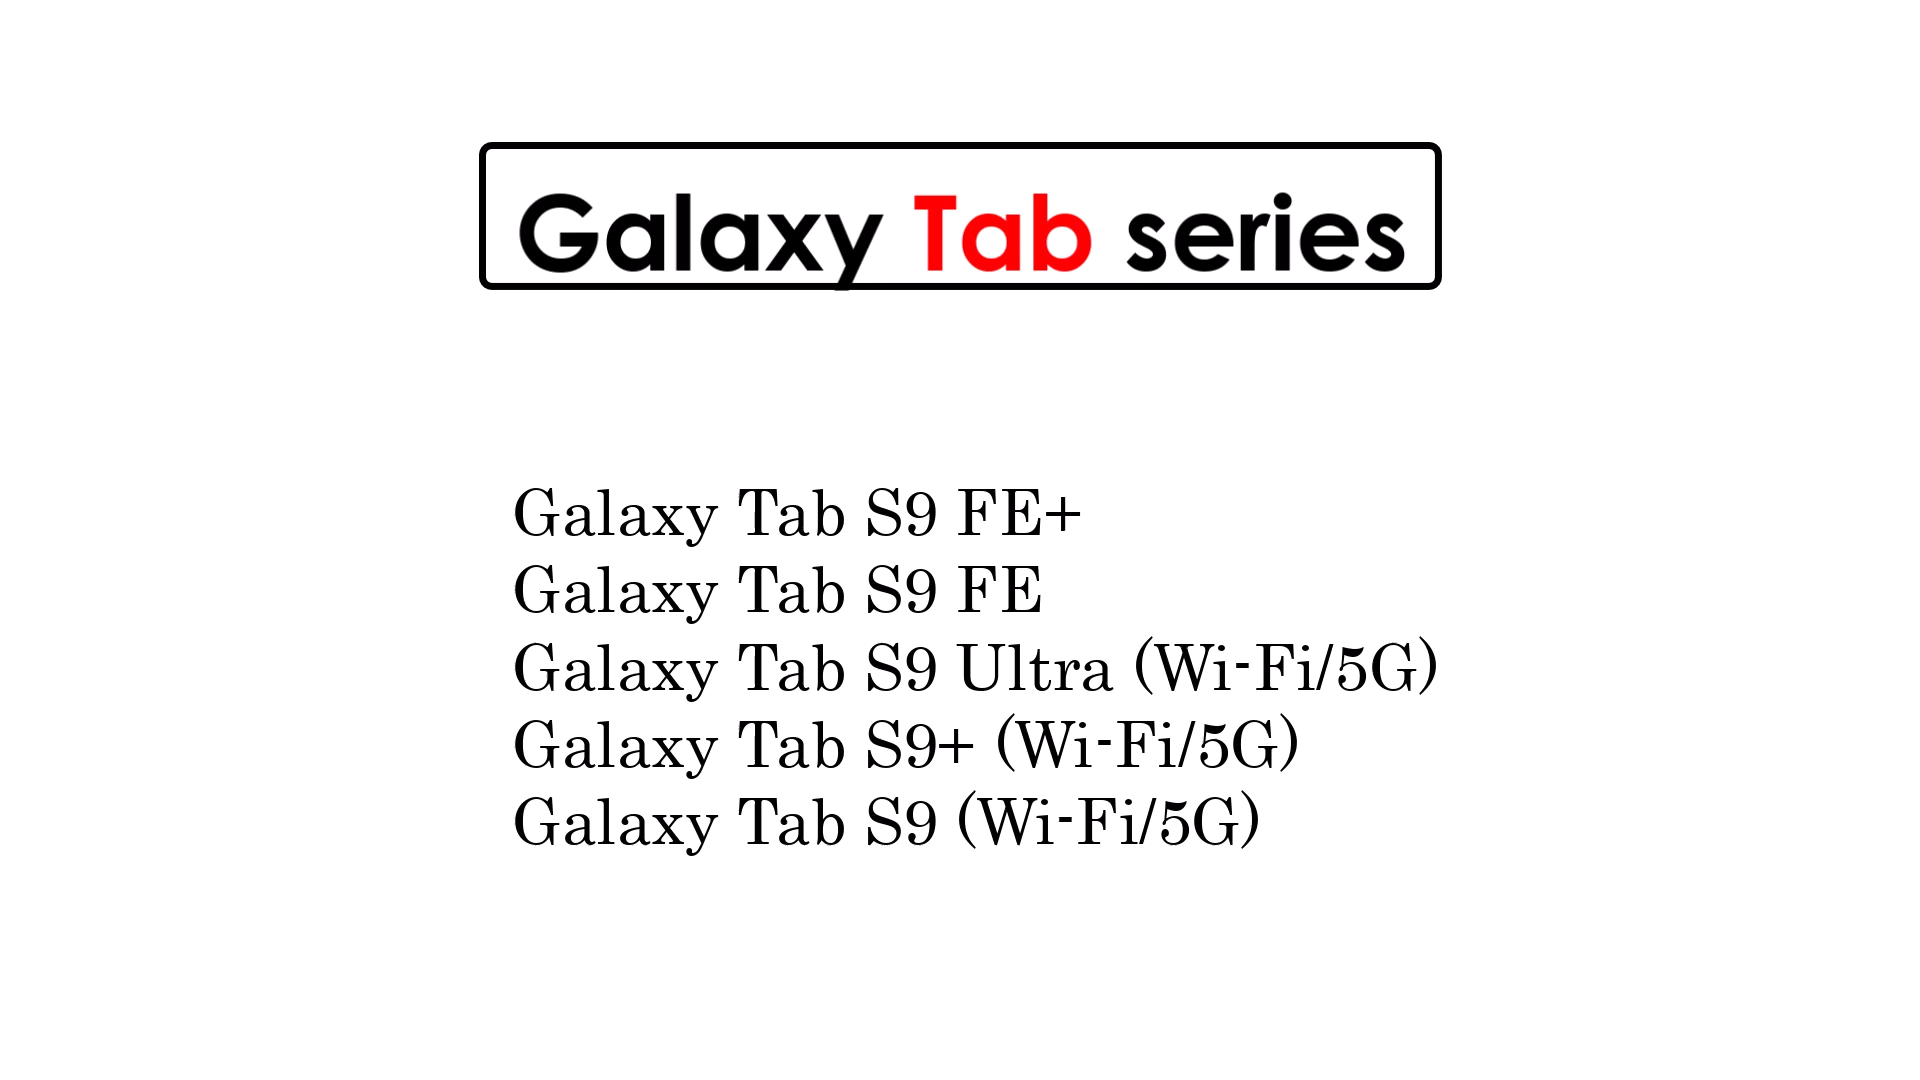 Galaxy Tab series
Galaxy Tab S9 FE+
Galaxy Tab S9 FE
Galaxy Tab S9 Ultra (Wi-Fi/5G)
Galaxy Tab S9+ (Wi-Fi/5G)
Galaxy Tab S9 (Wi-Fi/5G)